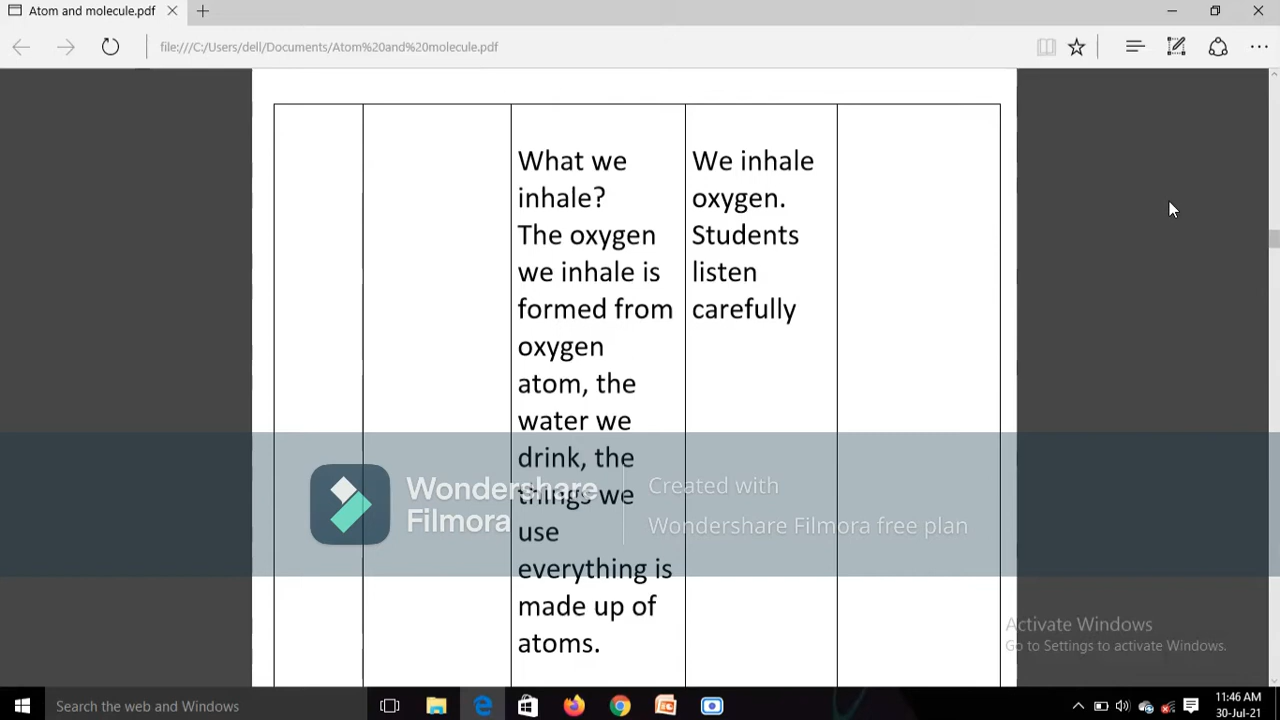 Atom and molecule.pdf
file:///C:/Users/dell/Documents/Atom%20and%20molecule.pdf
What we
inhale?
The oxygen
we inhale is
formed from
oxygen
atom, the
water we
drink, the
things we
use
everything is
made up of
atoms.
We inhale
oxygen.
Students
listen
carefully
Wondershare
Filmora
Created with
Wondershare Filmora free plan
Activate Windows
Go to Settings to activate Windows.
Search the web and Windows
11:46 AM
30-Jul-21